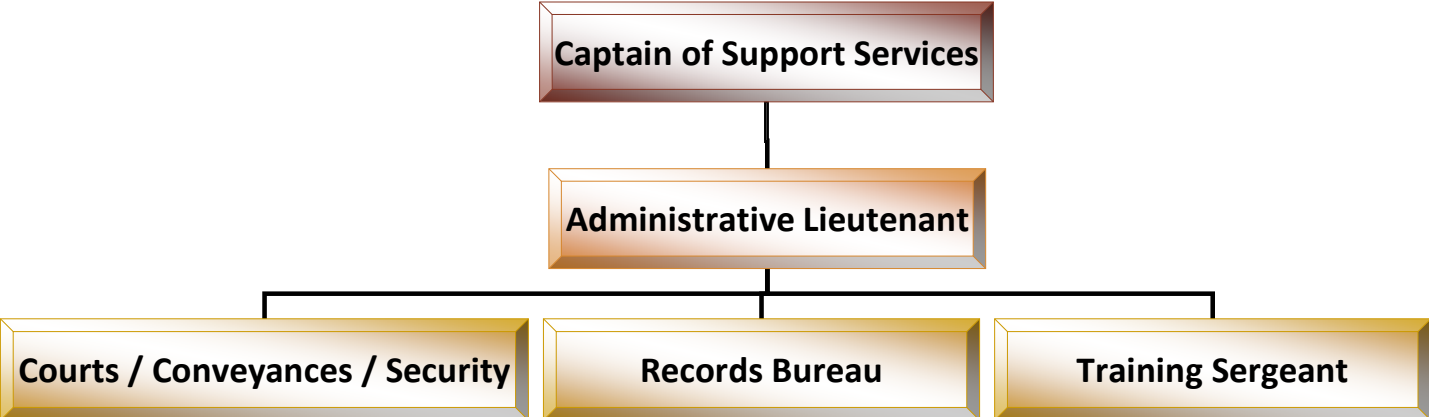 Captain of Support Services
Administrative Lieutenant
Courts / Conveyances / Security
Records Bureau
Training Sergeant